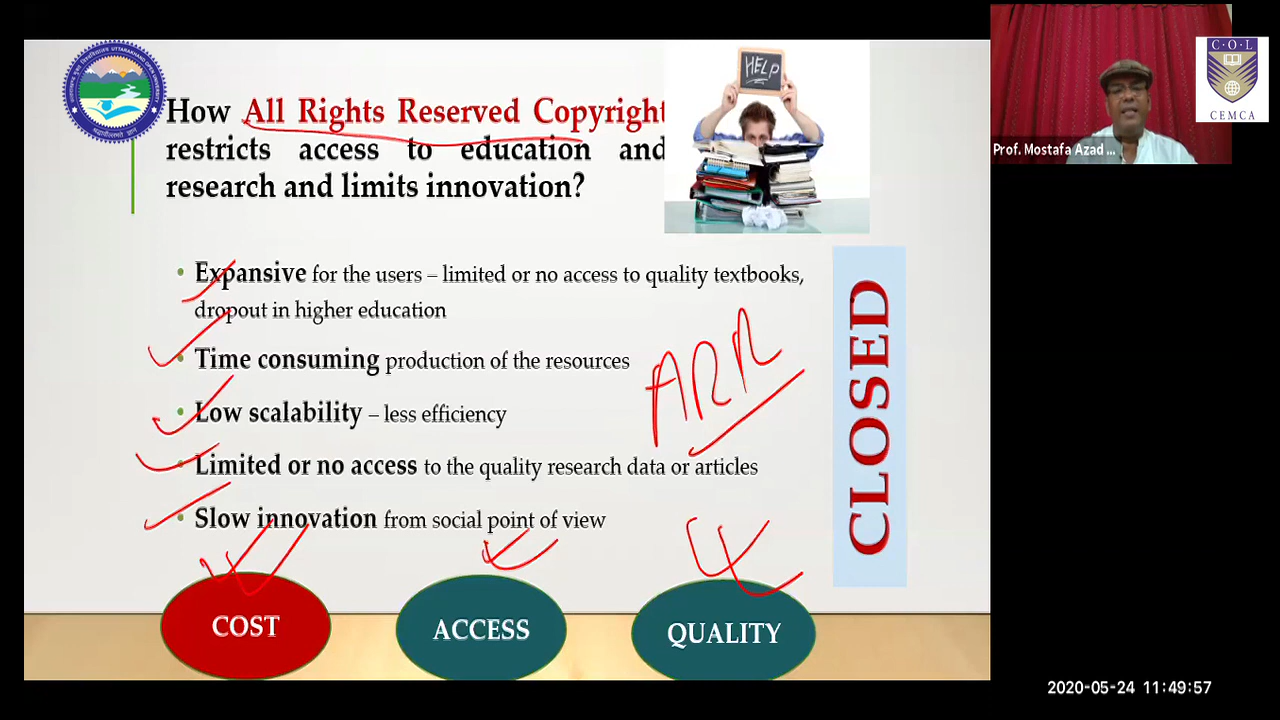 How All Rights Reserved Copyright
restricts access to education and
research and limits innovation?
HELP
C·O·L
CEMCA
Prof. Mostafa Azad ...
• Expansive for the users – limited or no access to quality textbooks,
dropout in higher education
• Time consuming production of the resources
• Low scalability – less efficiency
• Limited or no access to the quality research data or articles
• Slow innovation from social point of view
ARR
CLOSED
COST
ACCESS
QUALITY
2020-05-24 11:49:57